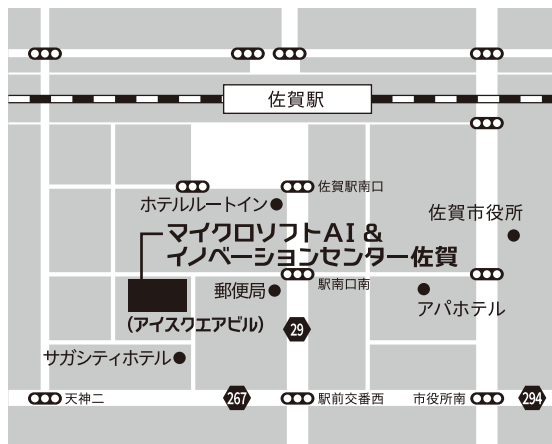 佐賀駅
佐賀駅南口
ホテルルートイン
佐賀市役所
マイクロソフトAI &
イノベーションセンター佐賀
郵便局
駅南口南
アパホテル
(アイスクエアビル)
29
サガシティホテル
天神二
267
駅前交番西
市役所南
294